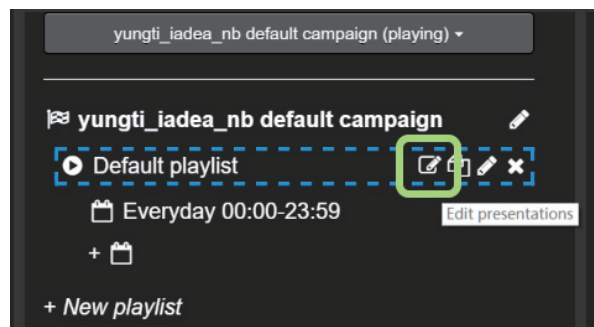 yungti_iadea_nb default campaign (playing)
yungti_iadea_nb default campaign
Default playlist
Everyday 00:00-23:59
Edit presentations
+
+ New playlist